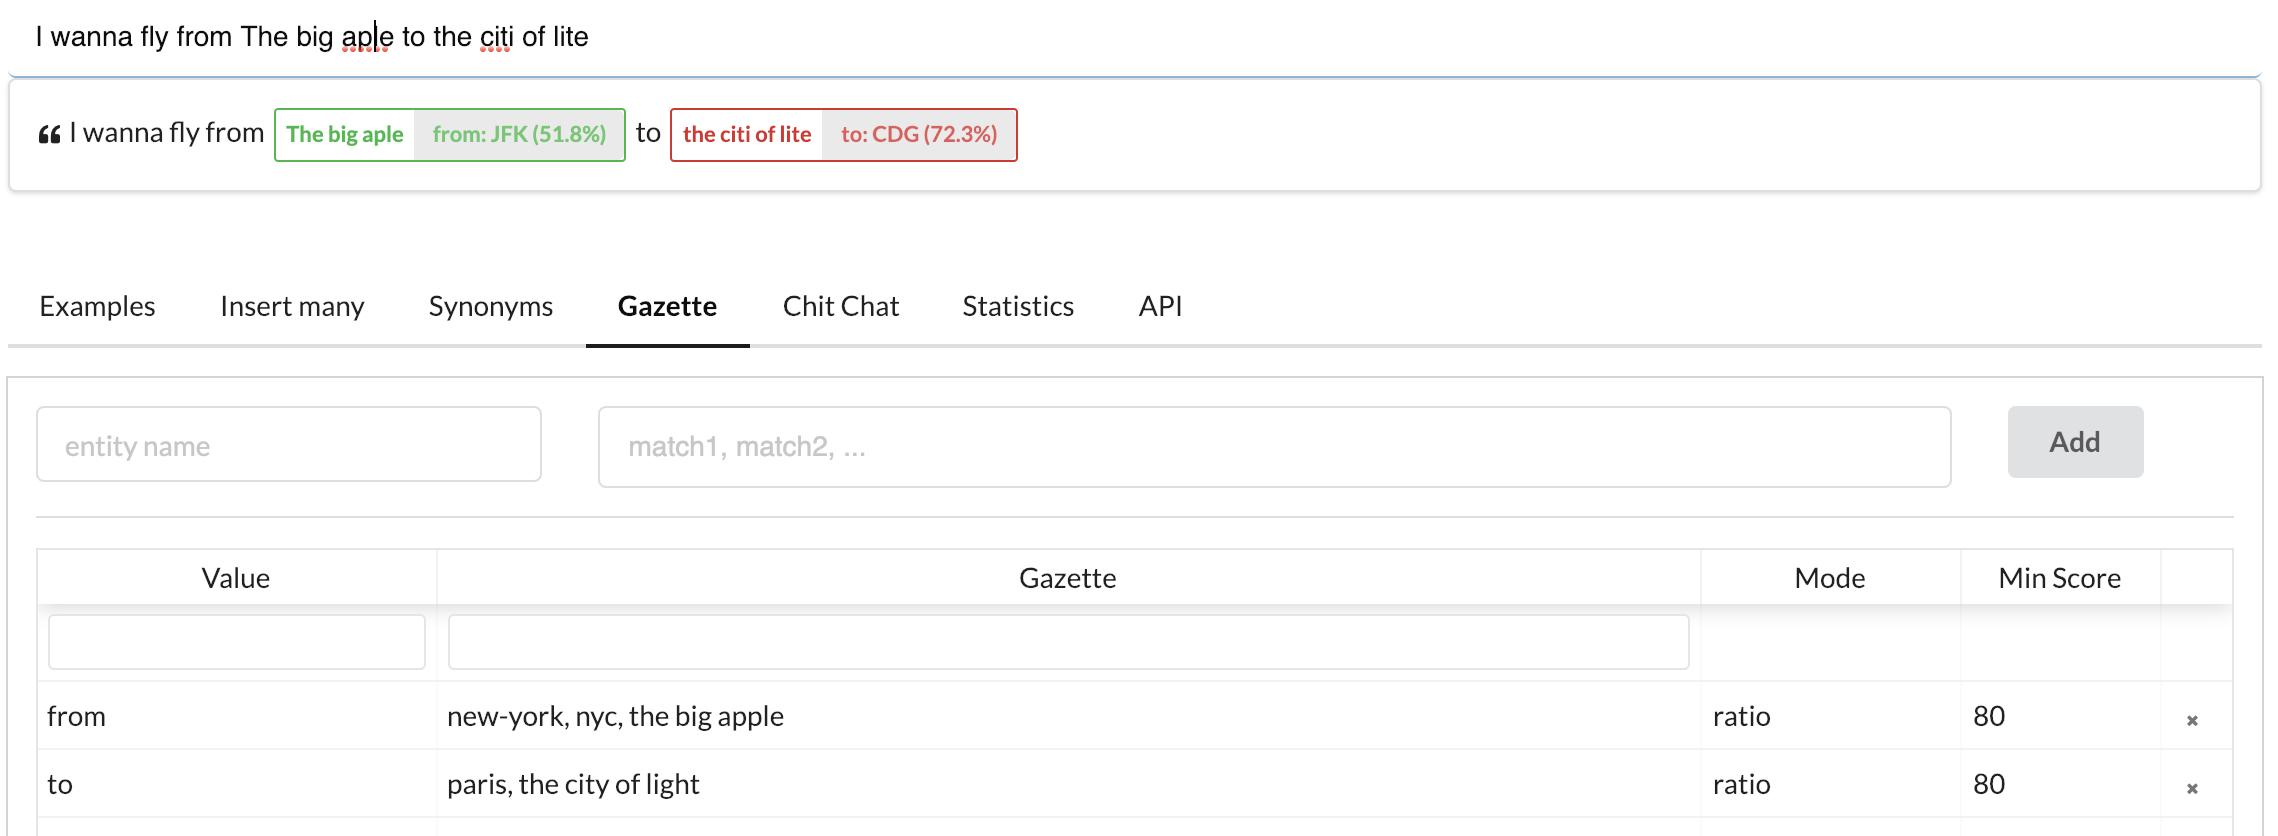 I wanna fly from The big aple to the citi of lite
“ I wanna fly from The big aple from: JFK (51.8%) to the citi of lite to: CDG (72.3%)
Examples Insert many Synonyms Gazette Chit Chat Statistics API
entity name match1, match2, ... Add
Value Gazette Mode Min Score
from new-york, nyc, the big apple ratio 80 ×
to paris, the city of light ratio 80 ×